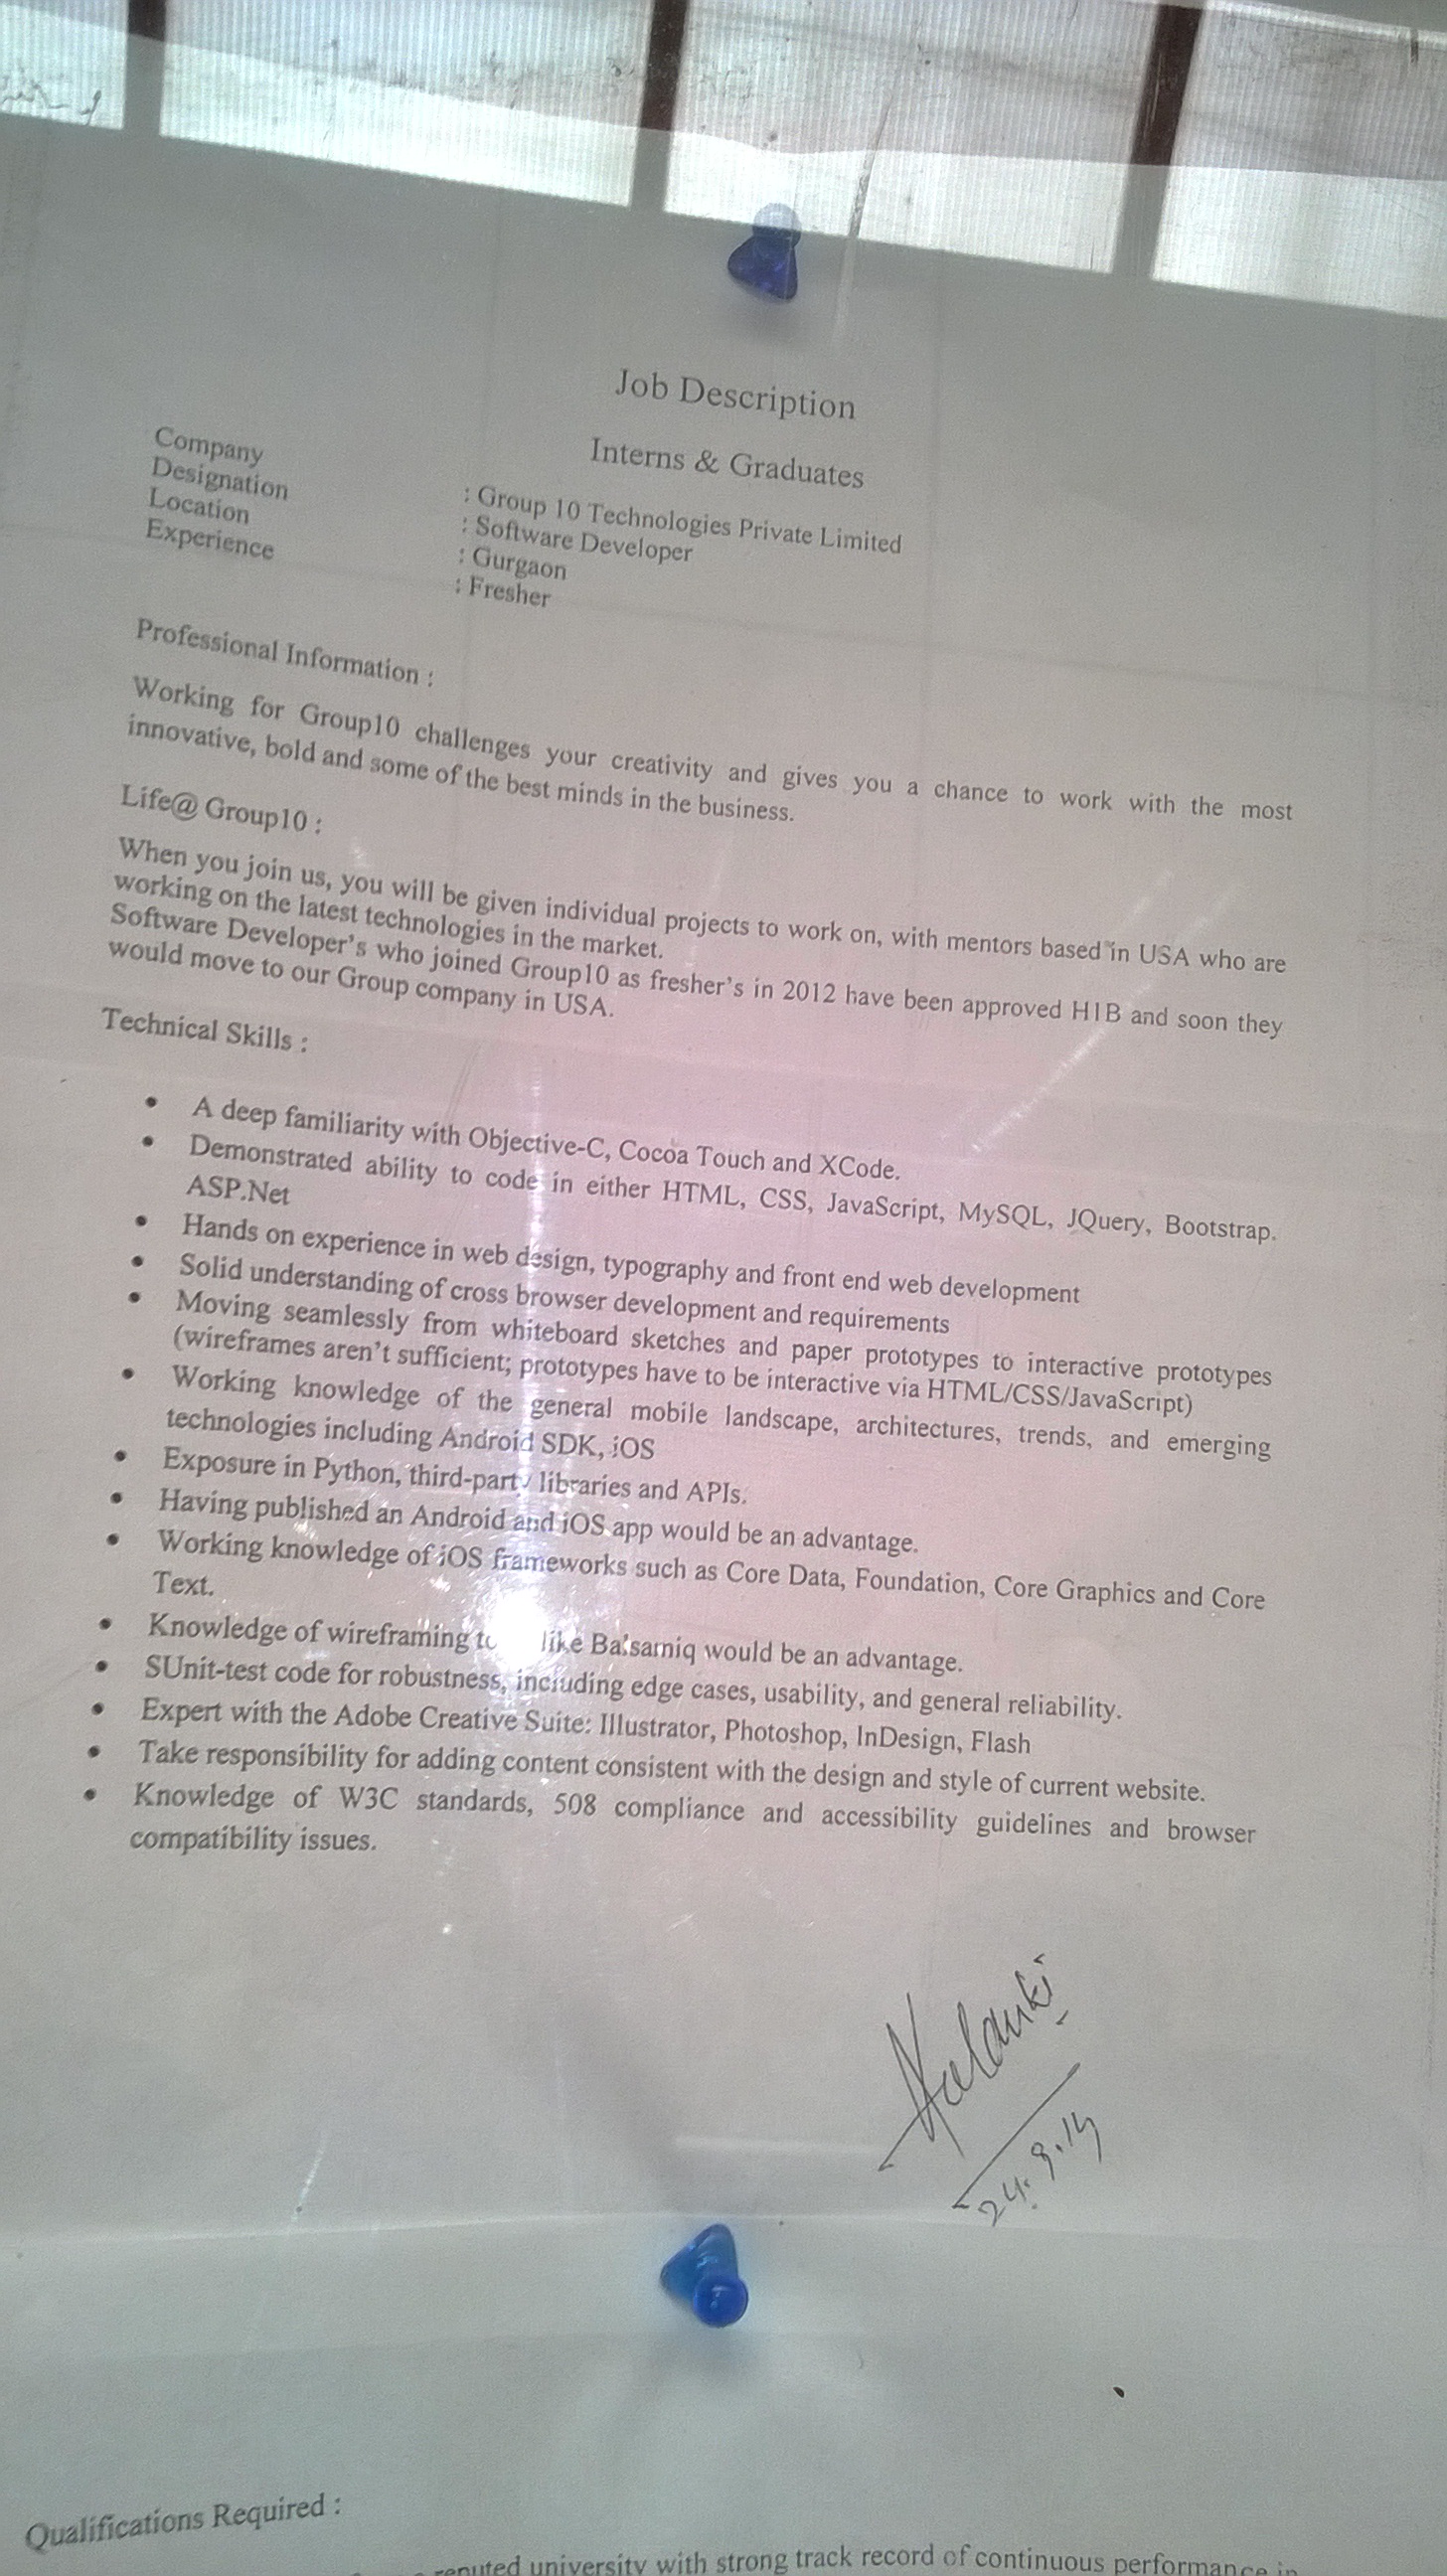 Job Description
Interns & Graduates
Company : Group 10 Technologies Private Limited
Designation : Software Developer
Location : Gurgaon
Experience : Fresher
Professional Information :
Working for Group10 challenges your creativity and gives you a chance to work with the most
innovative, bold and some of the best minds in the business.
Life@ Group10 :
When you join us, you will be given individual projects to work on, with mentors based in USA who are
working on the latest technologies in the market.
Software Developer's who joined Group10 as fresher's in 2012 have been approved H1B and soon they
would move to our Group company in USA.
Technical Skills :
• A deep familiarity with Objective-C, Cocoa Touch and XCode.
• Demonstrated ability to code in either HTML, CSS, JavaScript, MySQL, JQuery, Bootstrap.
ASP.Net
• Hands on experience in web design, typography and front end web development
• Solid understanding of cross browser development and requirements
• Moving seamlessly from whiteboard sketches and paper prototypes to interactive prototypes
(wireframes aren't sufficient; prototypes have to be interactive via HTML/CSS/JavaScript)
• Working knowledge of the general mobile landscape, architectures, trends, and emerging
technologies including Android SDK, iOS
• Exposure in Python, third-party libraries and APIs.
• Having published an Android and iOS app would be an advantage.
• Working knowledge of iOS frameworks such as Core Data, Foundation, Core Graphics and Core
Text.
• Knowledge of wireframing like Balsamiq would be an advantage.
• SUnit-test code for robustness, including edge cases, usability, and general reliability.
• Expert with the Adobe Creative Suite: Illustrator, Photoshop, InDesign, Flash
• Take responsibility for adding content consistent with the design and style of current website.
• Knowledge of W3C standards, 508 compliance and accessibility guidelines and browser
compatibility issues.
24.9.14
Qualifications Required :
reputed university with strong track record of continuous performance in